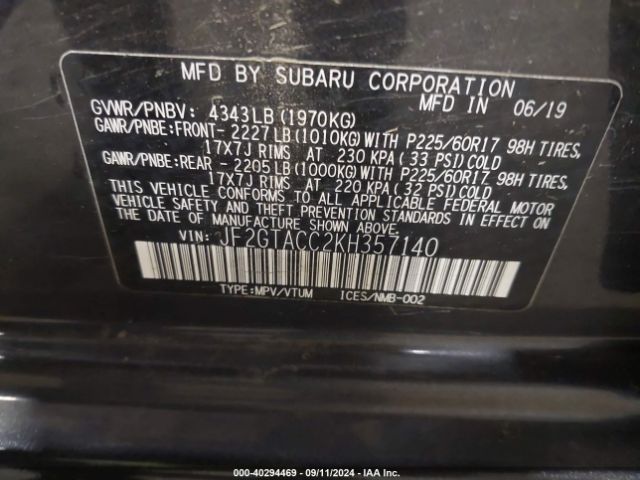 MFD BY SUBARU CORPORATION
MFD IN 06/19
GVWR/PNBV: 4343LB(1970KG)
GAWR/PNBE:FRONT- 2227LB(1010KG)WITH P225/60R17 98H TIRES,
17X7J RIMS AT 230 KPA( 33 PSI)COLD
GAWR/PNBE:REAR - 2205LB(1000KG)WITH P225/60R17 98H TIRES,
17X7J RIMS AT 220 KPA( 32 PSI)COLD
THIS VEHICLE CONFORMS TO ALL APPLICABLE FEDERAL MOTOR
VEHICLE SAFETY AND THEFT PREVENTION STANDARDS IN EFFECT ON
THE DATE OF MANUFACTURE SHOWN ABOVE.
VIN: JF2GTACC2KH357140
TYPE:MPV/VTUM ICES/NMB-002
000-40294469 - 09/11/2024 - IAA Inc.